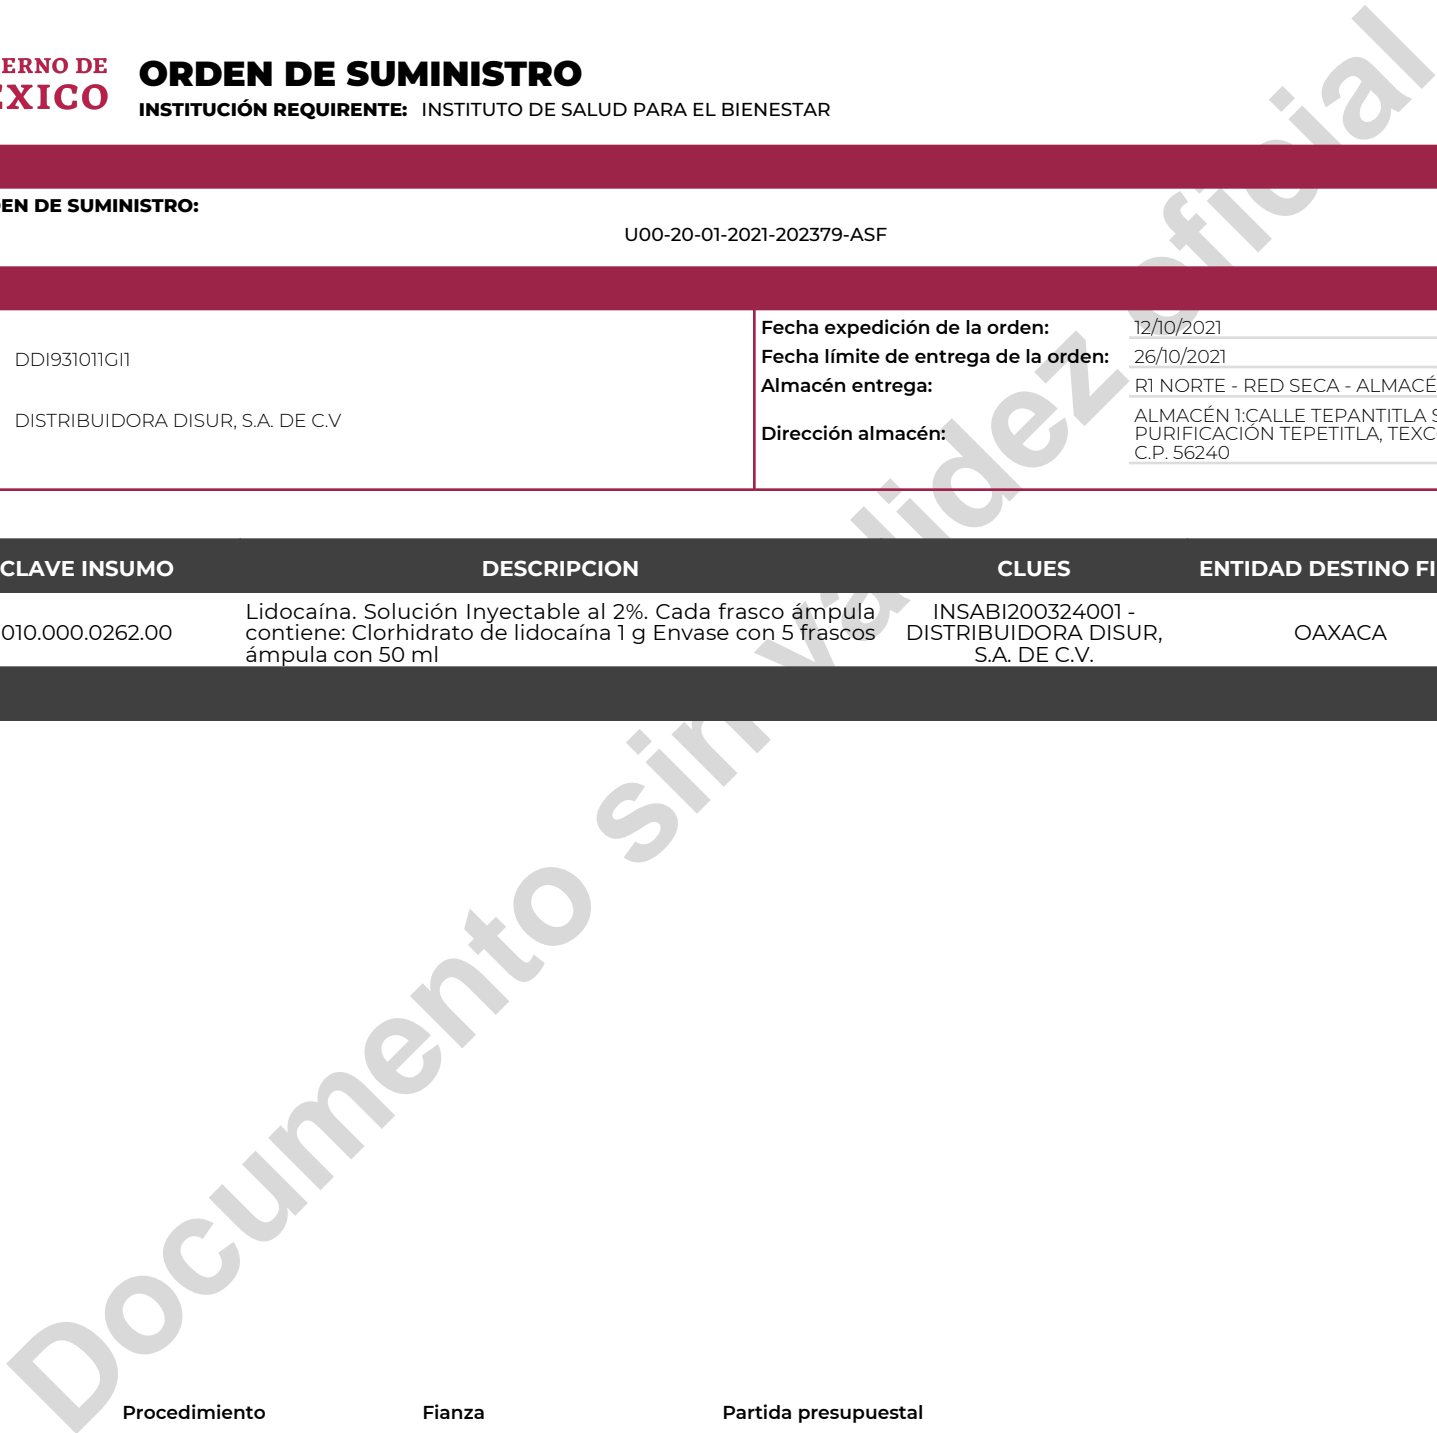 ERNO DE
EXICO
ORDEN DE SUMINISTRO
INSTITUCIÓN REQUIRENTE: INSTITUTO DE SALUD PARA EL BIENESTAR
EN DE SUMINISTRO:
U00-20-01-2021-202379-ASF
DDI931011GI1
DISTRIBUIDORA DISUR, S.A. DE C.V
Fecha expedición de la orden: 12/10/2021
Fecha límite de entrega de la orden: 26/10/2021
Almacén entrega: R1 NORTE - RED SECA - ALMACÉ
Dirección almacén: ALMACÉN 1:CALLE TEPANTITLA S
PURIFICACIÓN TEPETITLA, TEXC
C.P. 56240
CLAVE INSUMO DESCRIPCION CLUES ENTIDAD DESTINO FI
010.000.0262.00
Lidocaína. Solución Inyectable al 2%. Cada frasco ámpula
contiene: Clorhidrato de lidocaína 1 g Envase con 5 frascos
ámpula con 50 ml
INSABI200324001 -
DISTRIBUIDORA DISUR,
S.A. DE C.V.
OAXACA
Documento sin validez oficial
Procedimiento Fianza Partida presupuestal